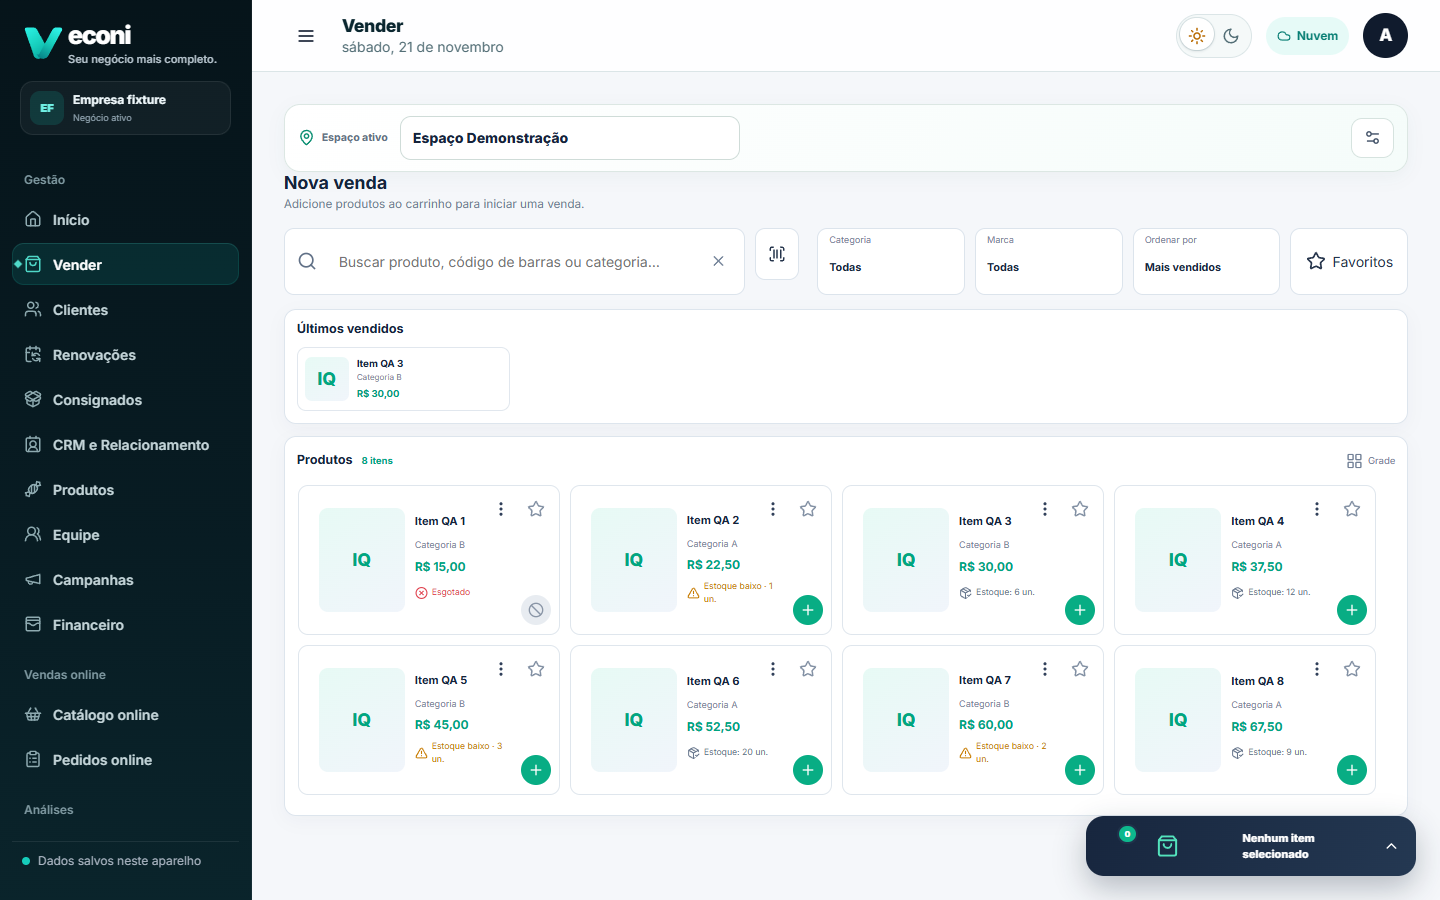 Veconi
Seu negócio mais completo.
EF
Empresa fixture
Negócio ativo
Gestão
Início
Vender
Clientes
Renovações
Consignados
CRM e Relacionamento
Produtos
Equipe
Campanhas
Financeiro
Vendas online
Catálogo online
Pedidos online
Análises
Dados salvos neste aparelho
Vender
sábado, 21 de novembro
Nuvem
A
Espaço ativo
Espaço Demonstração
Nova venda
Adicione produtos ao carrinho para iniciar uma venda.
Buscar produto, código de barras ou categoria...
Categoria
Todas
Marca
Todas
Ordenar por
Mais vendidos
Favoritos
Últimos vendidos
IQ
Item QA 3
Categoria B
R$ 30,00
Produtos 8 itens
Grade
IQ
Item QA 1
Categoria B
R$ 15,00
Esgotado
IQ
Item QA 2
Categoria A
R$ 22,50
Estoque baixo · 1
un.
IQ
Item QA 3
Categoria B
R$ 30,00
Estoque: 6 un.
IQ
Item QA 4
Categoria A
R$ 37,50
Estoque: 12 un.
IQ
Item QA 5
Categoria B
R$ 45,00
Estoque baixo · 3
un.
IQ
Item QA 6
Categoria A
R$ 52,50
Estoque: 20 un.
IQ
Item QA 7
Categoria B
R$ 60,00
Estoque baixo · 2
un.
IQ
Item QA 8
Categoria A
R$ 67,50
Estoque: 9 un.
0
Nenhum item
selecionado